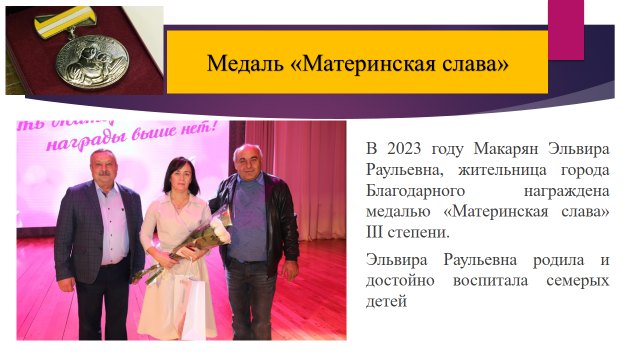 Медаль «Материнская слава»
ть
награды выше нет!
В 2023 году Макарян Эльвира
Раульевна, жительница города
Благодарного награждена
медалью «Материнская слава»
III степени.
Эльвира Раульевна родила и
достойно воспитала семерых
детей